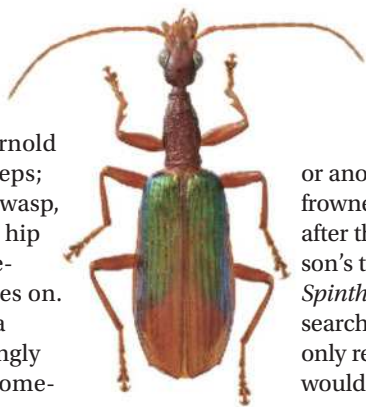 rnold
eps;
wasp,
hip
e-
es on.
a
ngly
ome-
or ano
frowne
after th
son's t
Spinth
search
only re
would